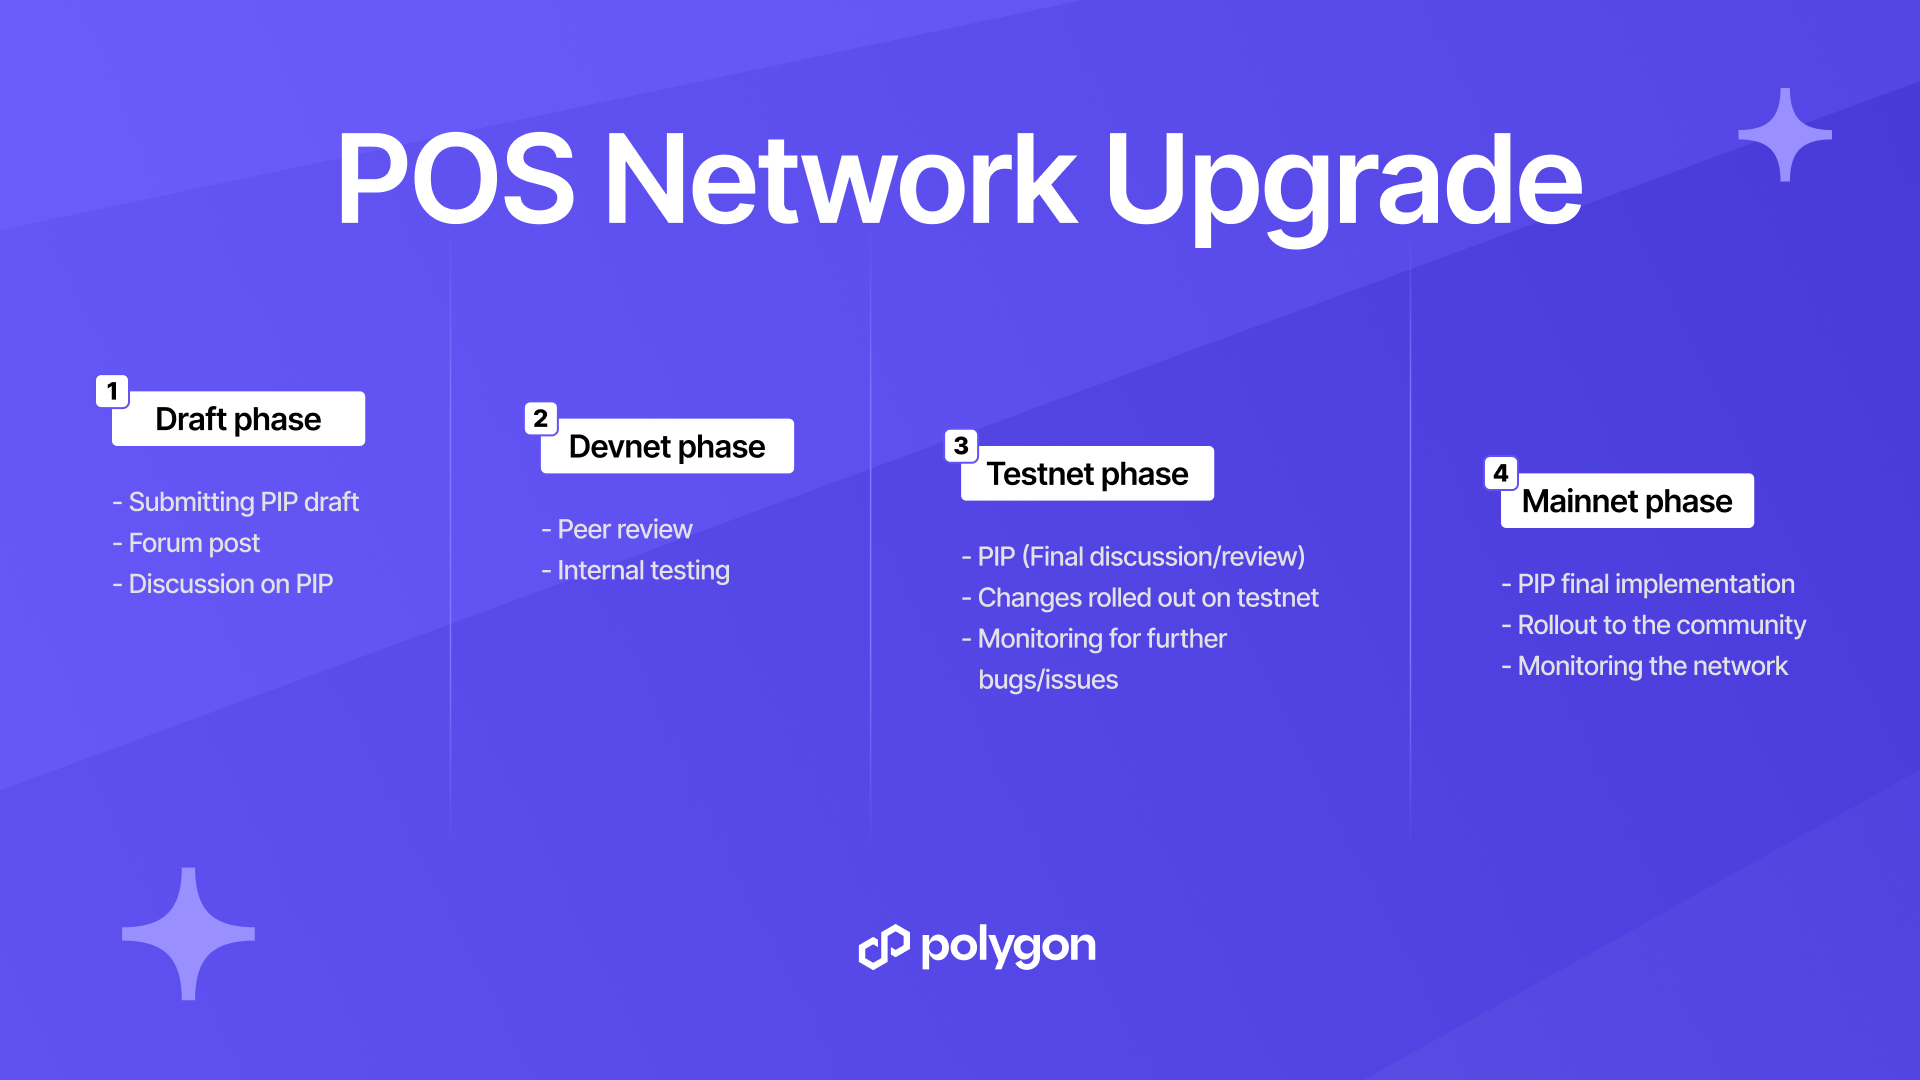 POS Network Upgrade
1
Draft phase
- Submitting PIP draft
- Forum post
- Discussion on PIP
2
Devnet phase
- Peer review
- Internal testing
3
Testnet phase
- PIP (Final discussion/review)
- Changes rolled out on testnet
- Monitoring for further
bugs/issues
4
Mainnet phase
- PIP final implementation
- Rollout to the community
- Monitoring the network
polygon